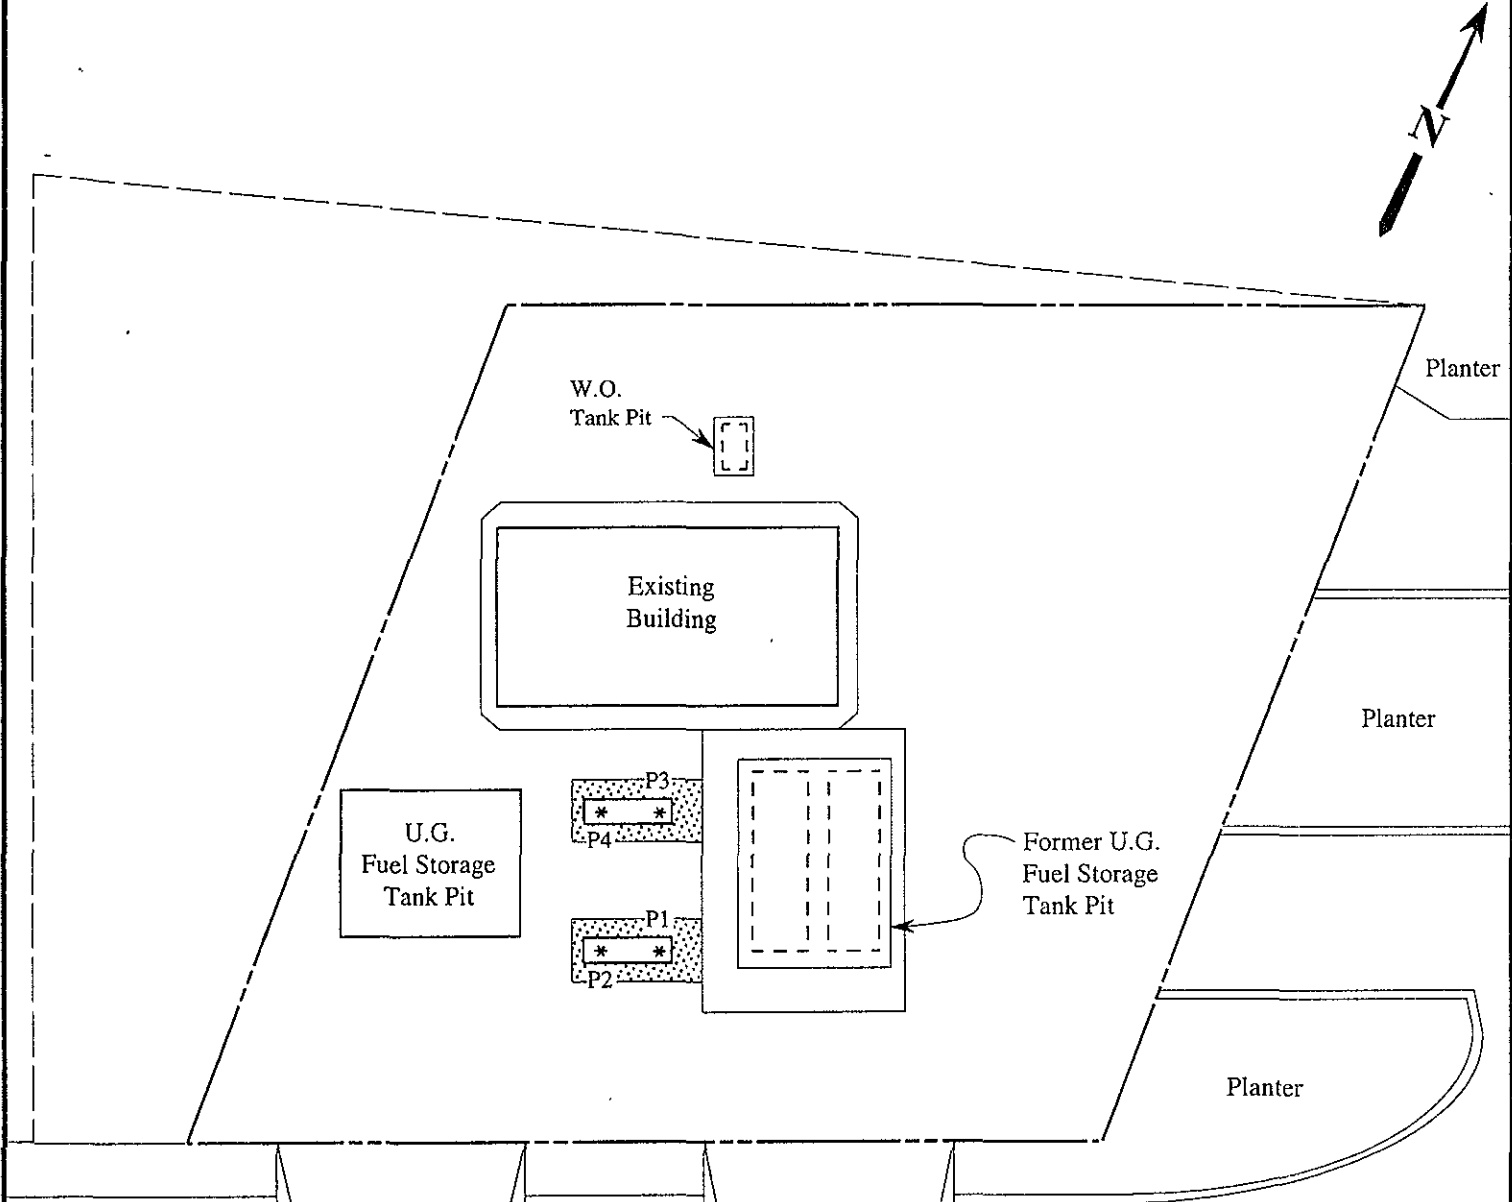 N
Planter
W.O.
Tank Pit
Existing
Building
Planter
P3
P4
U.G.
Fuel Storage
Tank Pit
Former U.G.
Fuel Storage
Tank Pit
P1
P2
Planter